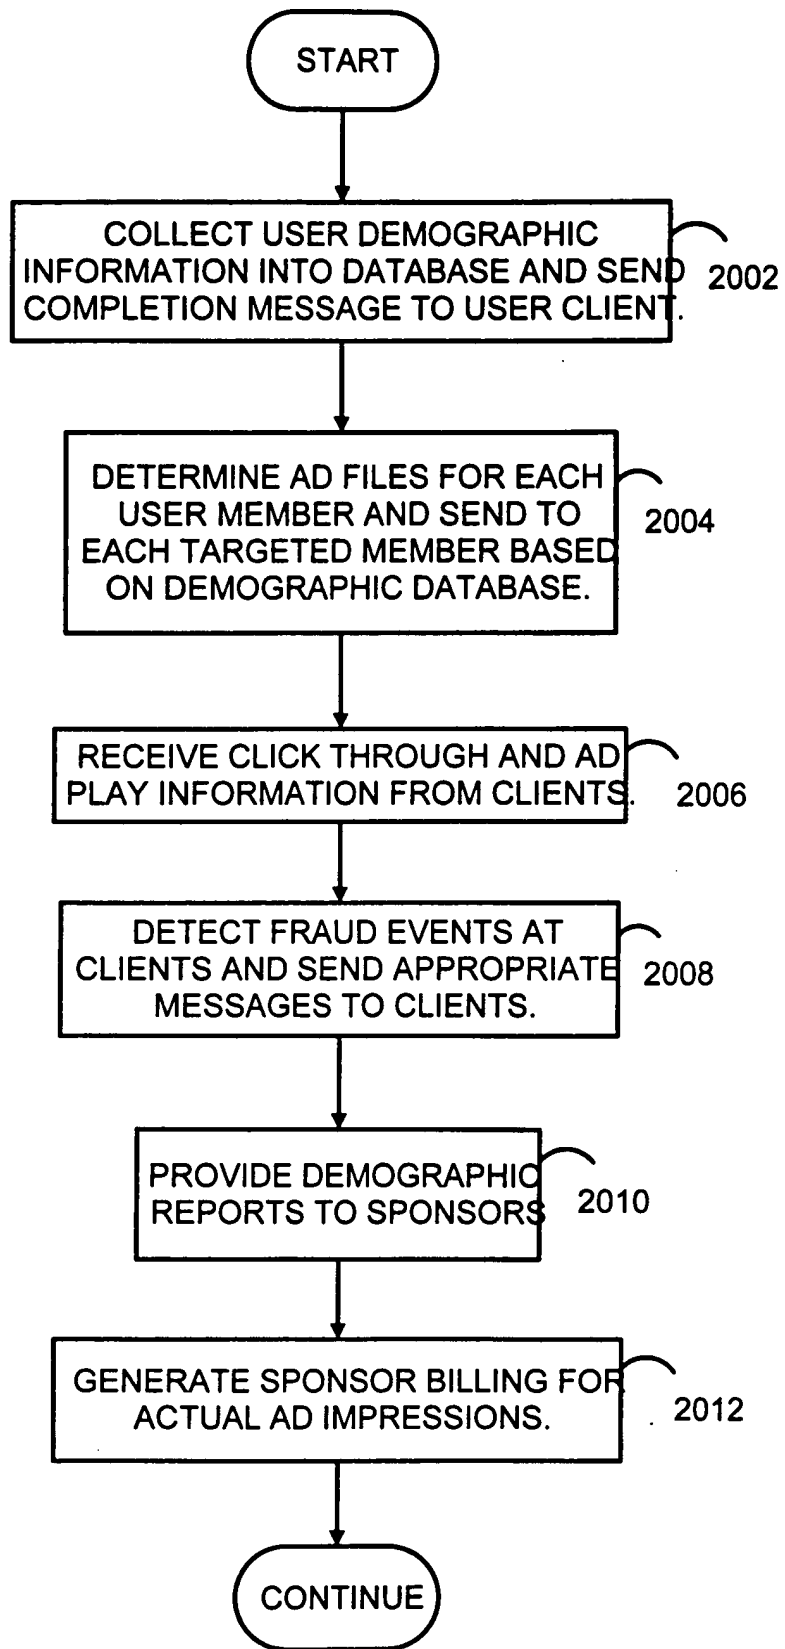 START
COLLECT USER DEMOGRAPHIC
INFORMATION INTO DATABASE AND SEND
COMPLETION MESSAGE TO USER CLIENT.
2002
DETERMINE AD FILES FOR EACH
USER MEMBER AND SEND TO
EACH TARGETED MEMBER BASED
ON DEMOGRAPHIC DATABASE.
2004
RECEIVE CLICK THROUGH AND AD
PLAY INFORMATION FROM CLIENTS.
2006
DETECT FRAUD EVENTS AT
CLIENTS AND SEND APPROPRIATE
MESSAGES TO CLIENTS.
2008
PROVIDE DEMOGRAPHIC
REPORTS TO SPONSORS
2010
GENERATE SPONSOR BILLING FOR
ACTUAL AD IMPRESSIONS.
2012
CONTINUE